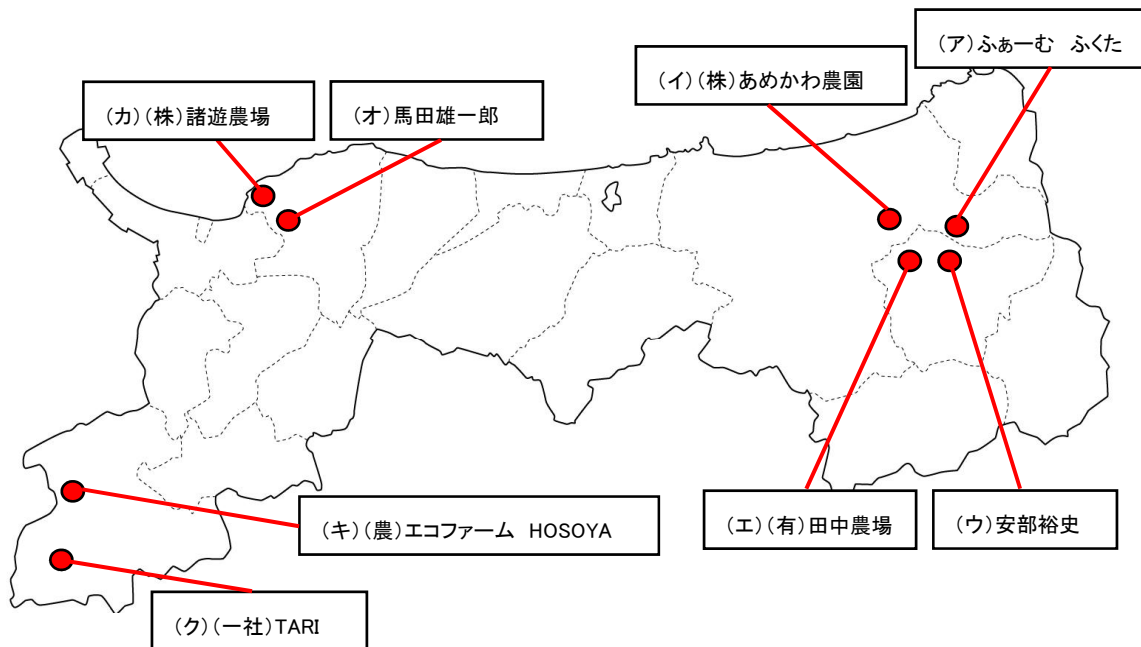 (ア)ふぁーむ　ふくた
(イ)(株)あめかわ農園
(カ)(株)諸遊農場
(オ)馬田雄一郎
(エ)(有)田中農場
(ウ)安部裕史
(キ)(農)エコファーム　HOSOYA
(ク)(一社)TARI